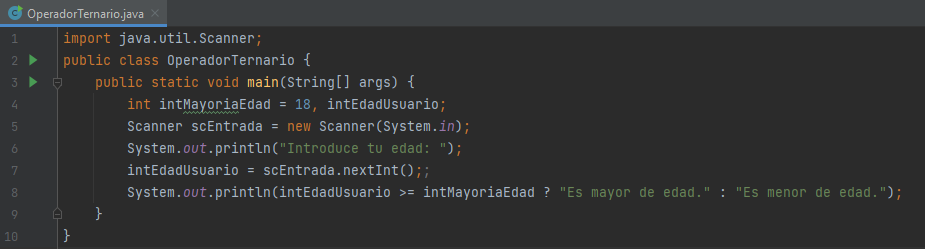 OperadorTernario.java
1 import java.util.Scanner;
2 public class OperadorTernario {
3 public static void main(String[] args) {
4 int intMayoriaEdad = 18, intEdadUsuario;
5 Scanner scEntrada = new Scanner(System.in);
6 System.out.println("Introduce tu edad: ");
7 intEdadUsuario = scEntrada.nextInt();;
8 System.out.println(intEdadUsuario >= intMayoriaEdad ? "Es mayor de edad." : "Es menor de edad.");
9 }
10 }